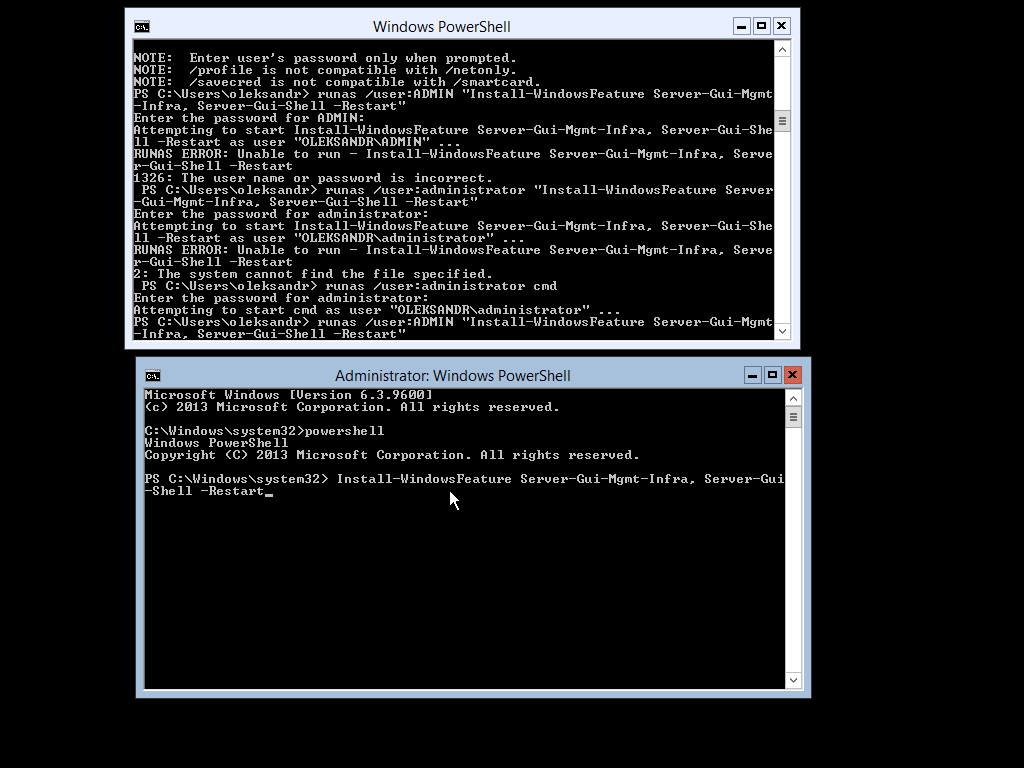 Windows PowerShell
NOTE:  Enter user's password only when prompted.
NOTE:  /profile is not compatible with /netonly.
NOTE:  /savecred is not compatible with /smartcard.
PS C:\Users\oleksandr> runas /user:ADMIN "Install-WindowsFeature Server-Gui-Mgmt
-Infra, Server-Gui-Shell -Restart"
Enter the password for ADMIN:
Attempting to start Install-WindowsFeature Server-Gui-Mgmt-Infra, Server-Gui-She
ll -Restart as user "OLEKSANDR\ADMIN" ...
RUNAS ERROR: Unable to run - Install-WindowsFeature Server-Gui-Mgmt-Infra, Serve
r-Gui-Shell -Restart
1326: The user name or password is incorrect.
 PS C:\Users\oleksandr> runas /user:administrator "Install-WindowsFeature Server
-Gui-Mgmt-Infra, Server-Gui-Shell -Restart"
Enter the password for administrator:
Attempting to start Install-WindowsFeature Server-Gui-Mgmt-Infra, Server-Gui-She
ll -Restart as user "OLEKSANDR\administrator" ...
RUNAS ERROR: Unable to run - Install-WindowsFeature Server-Gui-Mgmt-Infra, Serve
r-Gui-Shell -Restart
2: The system cannot find the file specified.
 PS C:\Users\oleksandr> runas /user:administrator cmd
Enter the password for administrator:
Attempting to start cmd as user "OLEKSANDR\administrator" ...
PS C:\Users\oleksandr> runas /user:ADMIN "Install-WindowsFeature Server-Gui-Mgmt
-Infra, Server-Gui-Shell -Restart"
Administrator: Windows PowerShell
Microsoft Windows [Version 6.3.9600]
(c) 2013 Microsoft Corporation. All rights reserved.
C:\Windows\system32>powershell
Windows PowerShell
Copyright (C) 2013 Microsoft Corporation. All rights reserved.
PS C:\Windows\system32> Install-WindowsFeature Server-Gui-Mgmt-Infra, Server-Gui
-Shell -Restart_